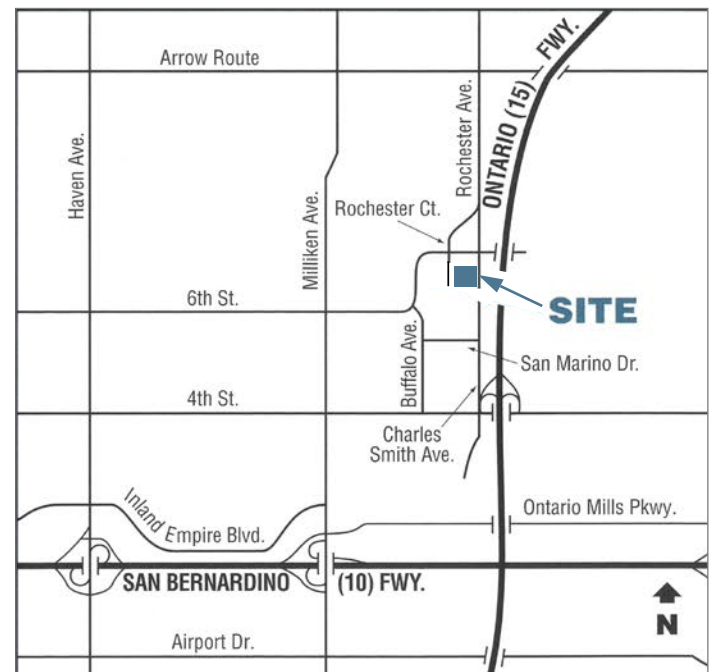 Arrow Route
FWY.
ONTARIO (15)
Rochester Ave.
Haven Ave.
Milliken Ave.
Rochester Ct.
6th St.
SITE
Buffalo Ave.
San Marino Dr.
4th St.
Charles
Smith Ave.
Inland Empire Blvd.
Ontario Mills Pkwy.
SAN BERNARDINO (10) FWY.
Airport Dr.
N